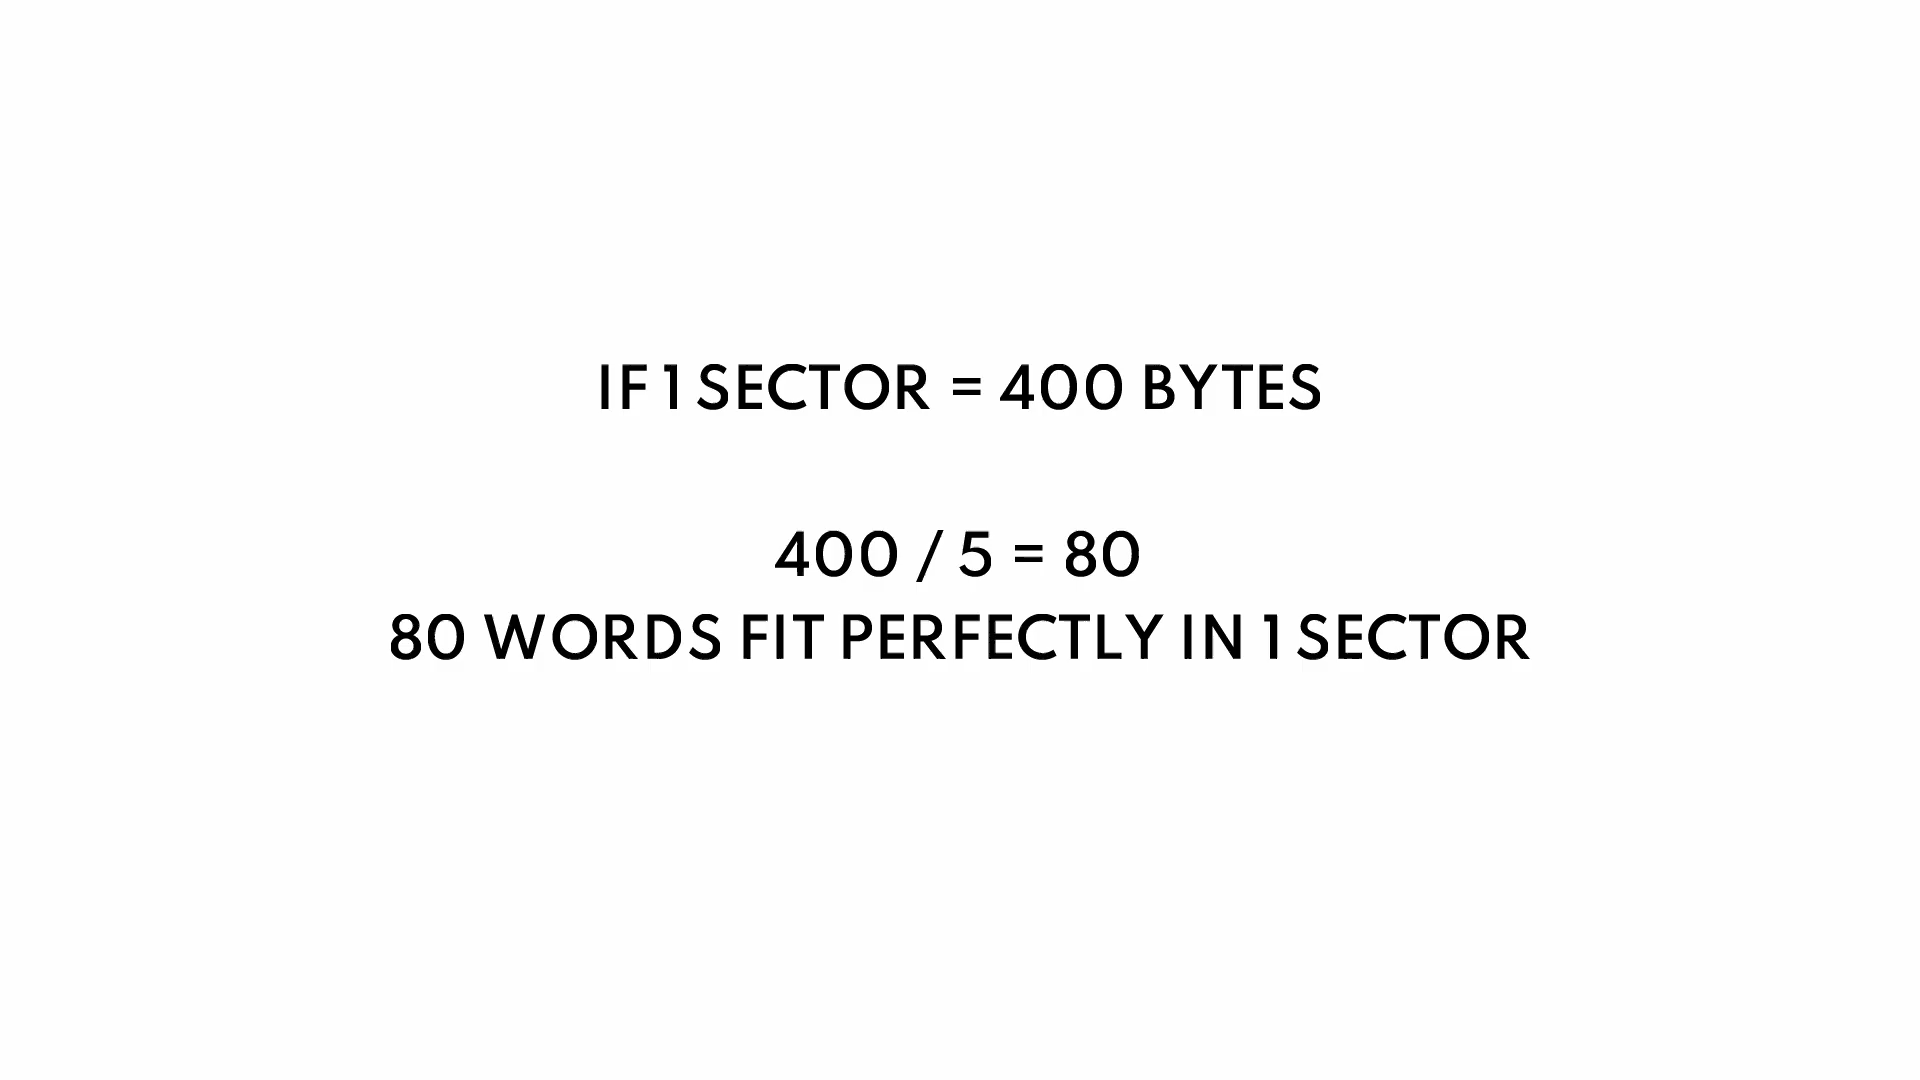 IF 1 SECTOR = 400 BYTES
400 / 5 = 80
80 WORDS FIT PERFECTLY IN 1 SECTOR